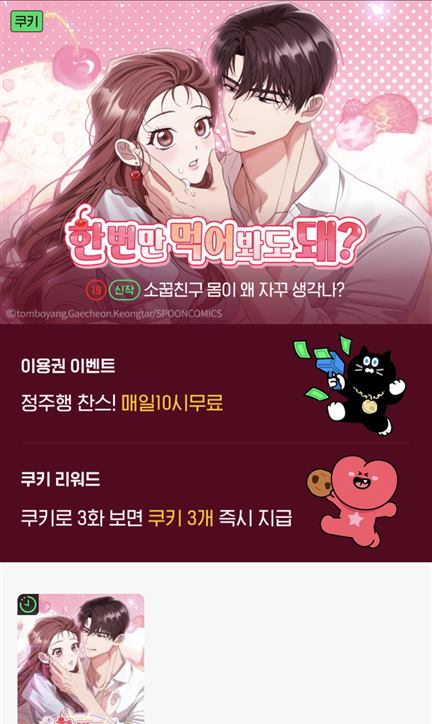 쿠키
한번만 먹어봐도 돼?
19 신작 소꿉친구 몸이 왜 자꾸 생각나?
©tomboyang,Gaecheon,Keongtar/SPOONCOMICS
이용권 이벤트
정주행 찬스! 매일10시무료
쿠키 리워드
쿠키로 3화 보면 쿠키 3개 즉시 지급